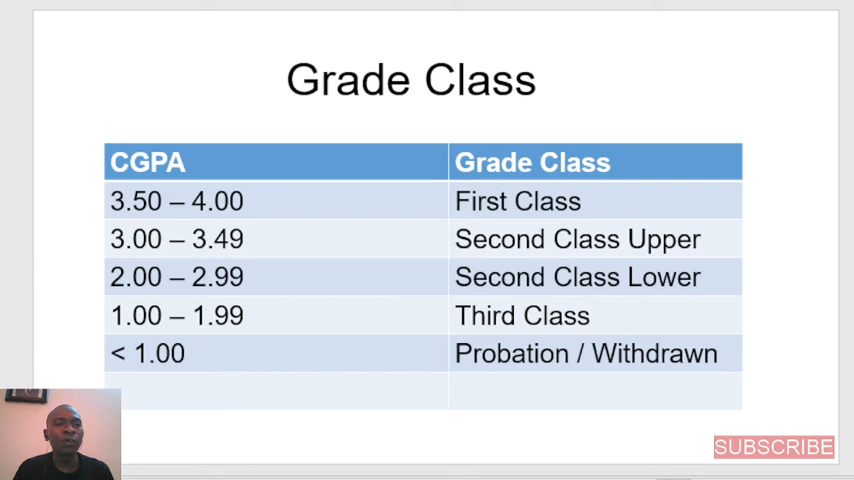 Grade Class
CGPA Grade Class
3.50 – 4.00 First Class
3.00 – 3.49 Second Class Upper
2.00 – 2.99 Second Class Lower
1.00 – 1.99 Third Class
< 1.00 Probation / Withdrawn
SUBSCRIBE